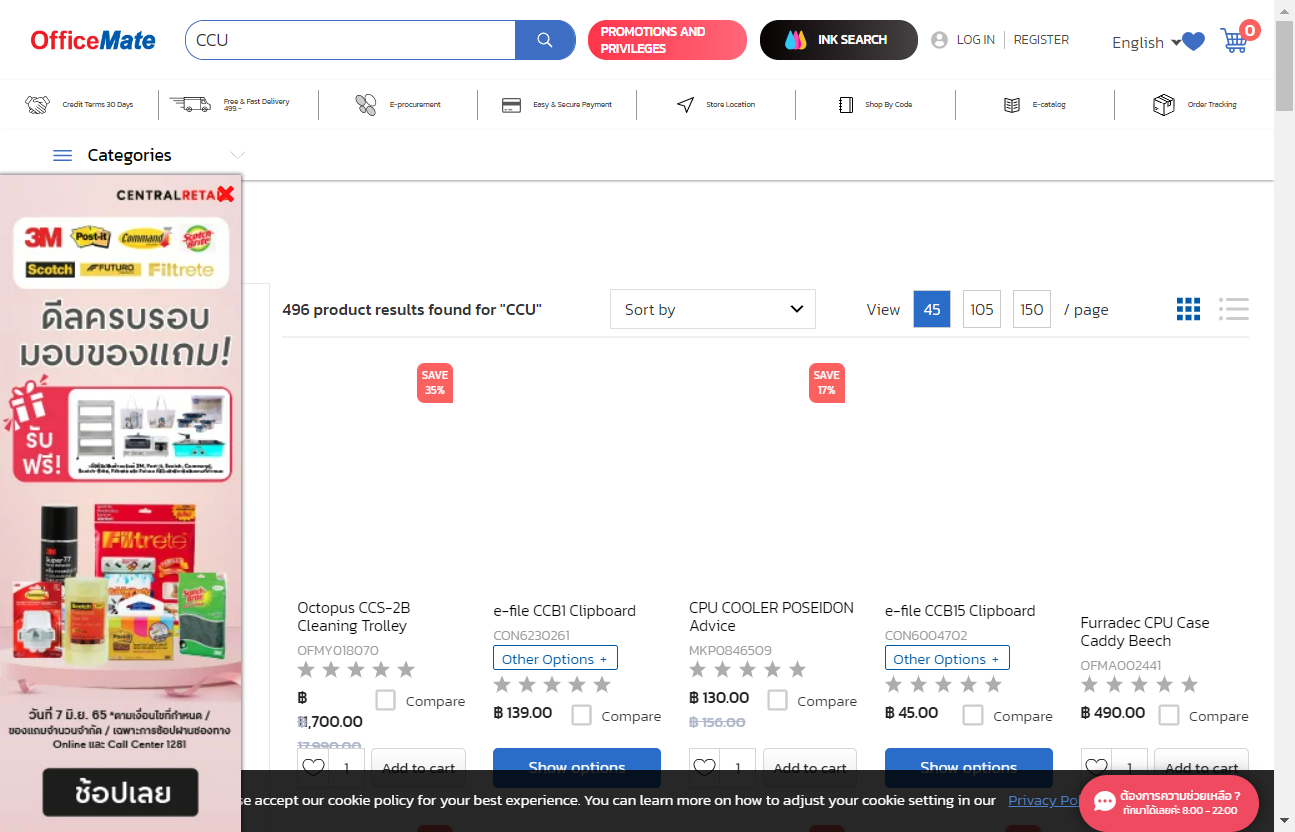 OfficeMate
CCU
PROMOTIONS AND
PRIVILEGES
INK SEARCH
LOG IN
REGISTER
English
0
Credit Terms 30 Days
Free & Fast Delivery
499.-
E-procurement
Easy & Secure Payment
Store Location
Shop By Code
E-catalog
Order Tracking
Categories
CENTRAL RETA
3M
Post-it
Command
Scotch-Brite
Scotch
FUTURO
Filtrete
ดีลครบรอบ
มอบของแถม!
รับ
ฟรี!
Filtrete
วันที่ 7 มิ.ย. 65 *ตามเงื่อนไขที่กำหนด /
ของแถมจำนวนจำกัด / เฉพาะการช้อปผ่านช่องทาง
Online และ Call Center 1281
ช้อปเลย
496 product results found for "CCU"
Sort by
View
45
105
150
/ page
SAVE
35%
SAVE
17%
Octopus CCS-2B
Cleaning Trolley
OFMY018070
฿
11,700.00
17,990.00
Compare
1
Add to cart
e-file CCB1 Clipboard
CON6230261
Other Options +
฿ 139.00
Compare
Show options
CPU COOLER POSEIDON
Advice
MKP0846509
฿ 130.00
฿ 156.00
Compare
1
Add to cart
e-file CCB15 Clipboard
CON6004702
Other Options +
฿ 45.00
Compare
Show options
Furradec CPU Case
Caddy Beech
OFMA002441
฿ 490.00
Compare
1
Add to cart
se accept our cookie policy for your best experience. You can learn more on how to adjust your cookie setting in our Privacy Po
ต้องการความช่วยเหลือ ?
ทักมาได้เลยค่ะ 8:00 - 22:00